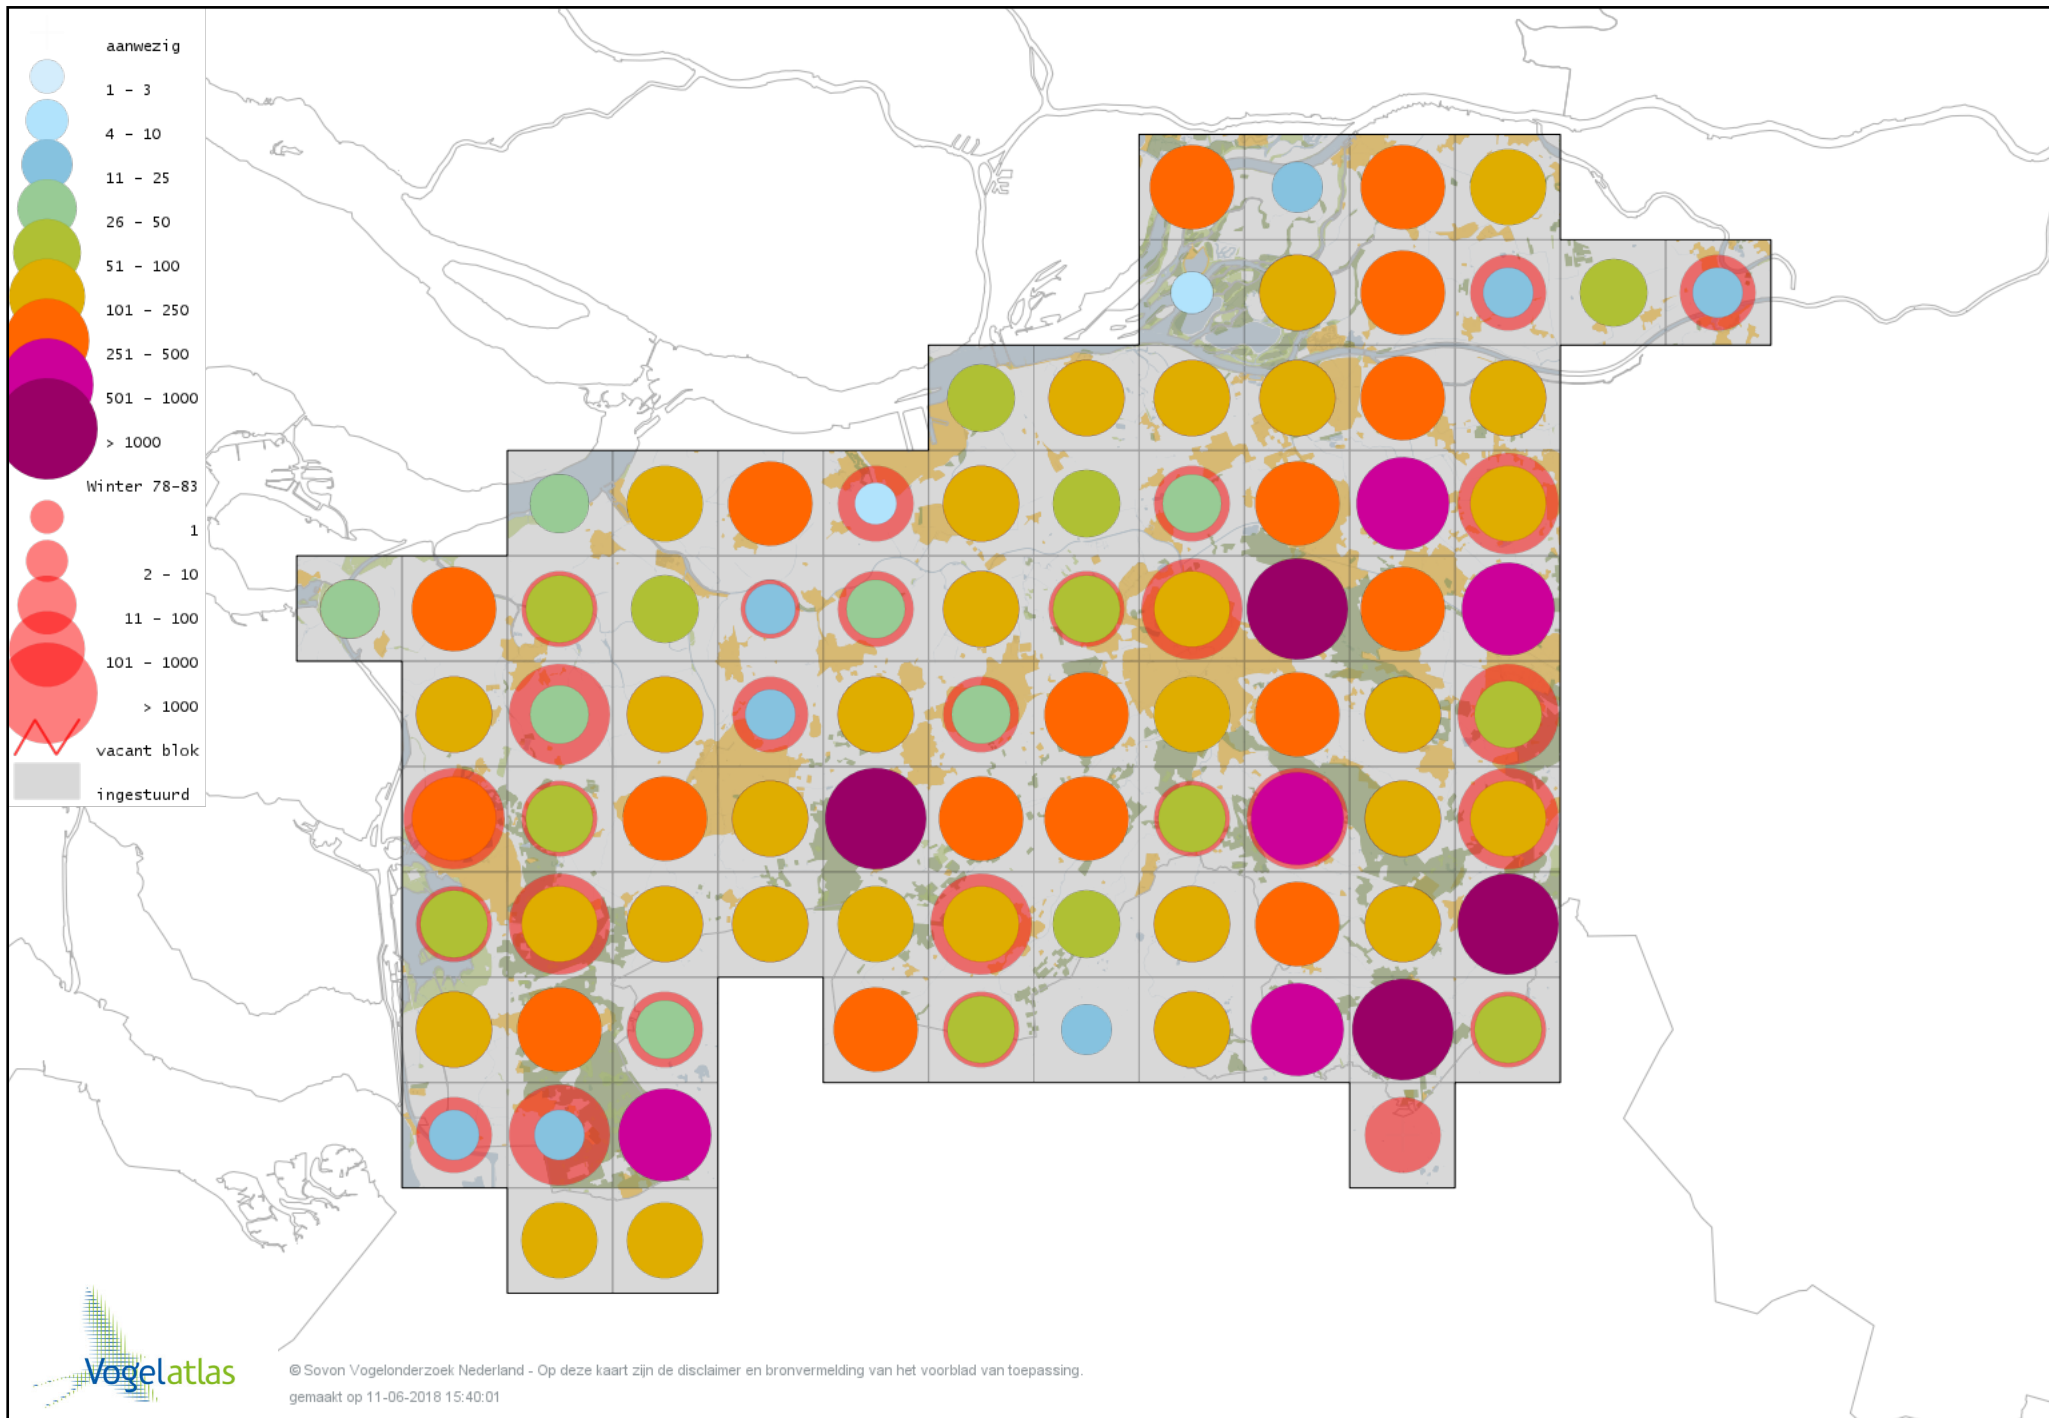 aanwezig
1 - 3
4 - 10
11 - 25
26 - 50
51 - 100
101 - 250
251 - 500
501 - 1000
> 1000
Winter 78-83
1
2 - 10
11 - 100
101 - 1000
> 1000
vacant blok
ingestuurd
Vogelatlas
© Sovon Vogelonderzoek Nederland - Op deze kaart zijn de disclaimer en bronvermelding van het voorblad van toepassing.
gemaakt op 11-06-2018 15:40:01